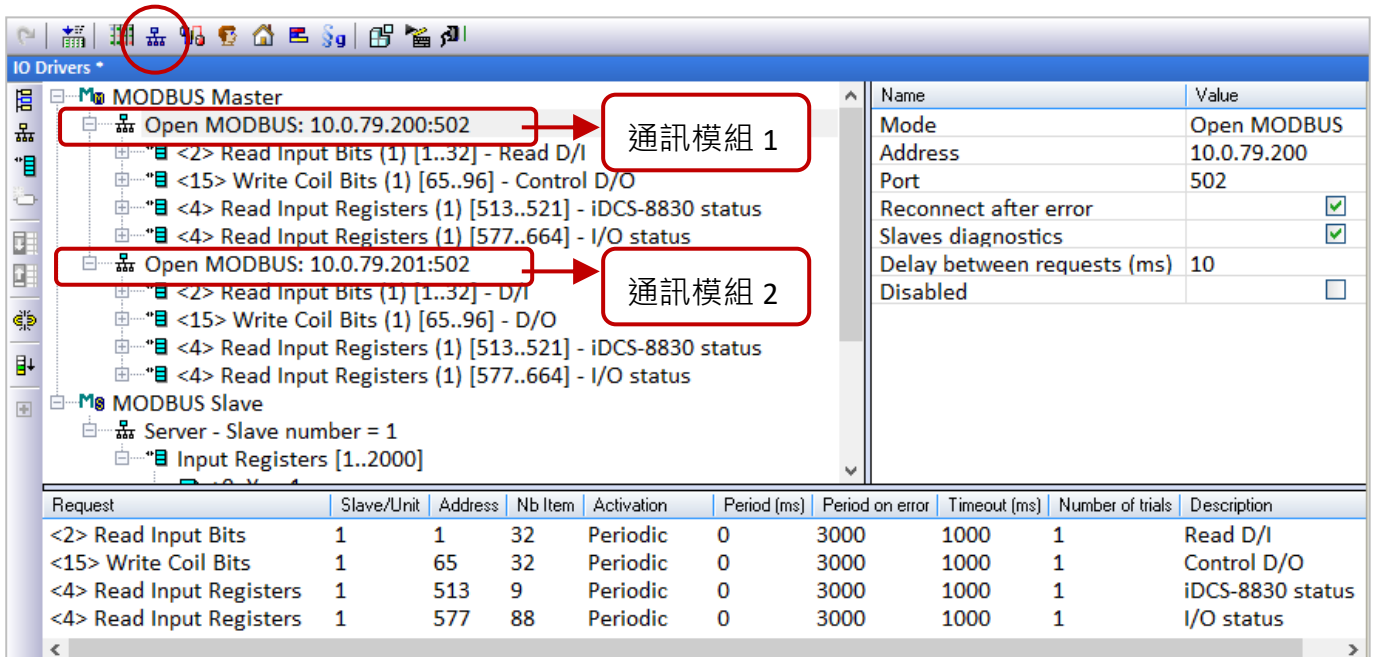 IO Drivers *
MODBUS Master
Open MODBUS: 10.0.79.200:502
<2> Read Input Bits (1) [1..32] - Read D/I
<15> Write Coil Bits (1) [65..96] - Control D/O
<4> Read Input Registers (1) [513..521] - iDCS-8830 status
<4> Read Input Registers (1) [577..664] - I/O status
Open MODBUS: 10.0.79.201:502
<2> Read Input Bits (1) [1..32] - D/I
<15> Write Coil Bits (1) [65..96] - D/O
<4> Read Input Registers (1) [513..521] - iDCS-8830 status
<4> Read Input Registers (1) [577..664] - I/O status
MODBUS Slave
Server - Slave number = 1
Input Registers [1..2000]
通訊模組 1
通訊模組 2
Name Value
Mode Open MODBUS
Address 10.0.79.200
Port 502
Reconnect after error
Slaves diagnostics
Delay between requests (ms) 10
Disabled
Request Slave/Unit Address Nb Item Activation Period (ms) Period on error Timeout (ms) Number of trials Description
<2> Read Input Bits 1 1 32 Periodic 0 3000 1000 1 Read D/I
<15> Write Coil Bits 1 65 32 Periodic 0 3000 1000 1 Control D/O
<4> Read Input Registers 1 513 9 Periodic 0 3000 1000 1 iDCS-8830 status
<4> Read Input Registers 1 577 88 Periodic 0 3000 1000 1 I/O status